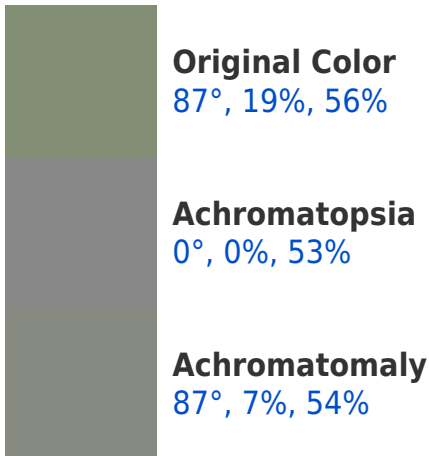 Original Color
87°, 19%, 56%
Achromatopsia
0°, 0%, 53%
Achromatomaly
87°, 7%, 54%